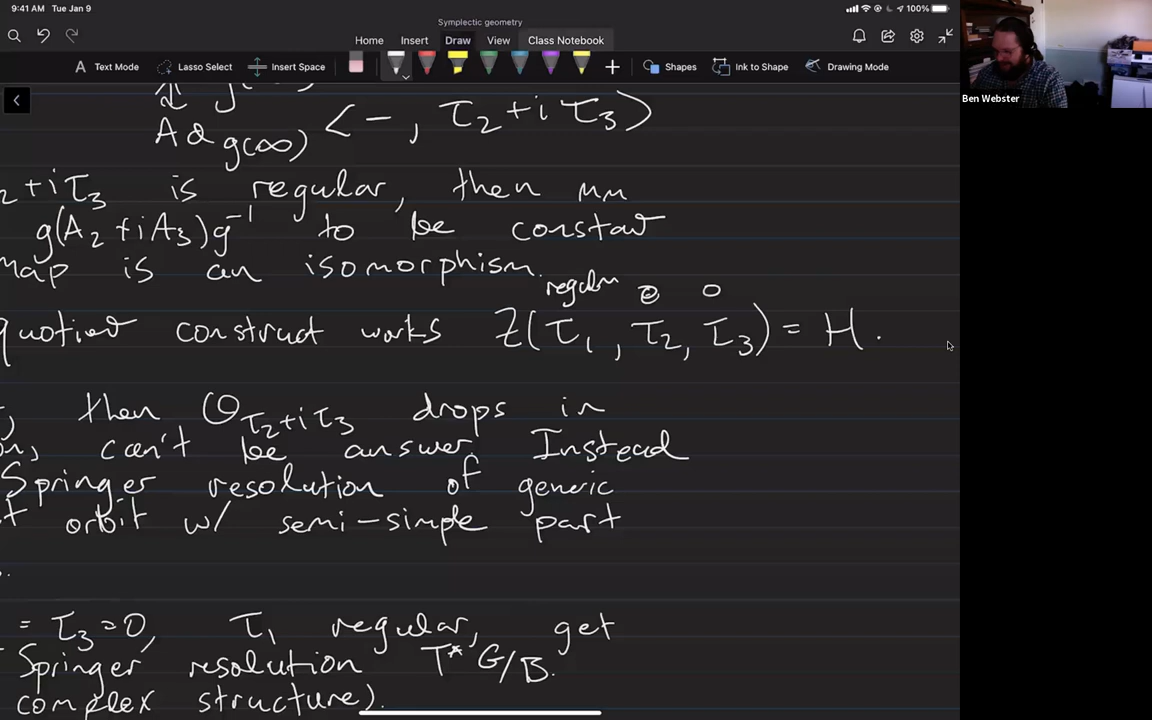 9:41 AM Tue Jan 9
100%
Symplectic geometry
Home Insert Draw View Class Notebook
Text Mode Lasso Select Insert Space Shapes Ink to Shape Drawing Mode
Ben Webster
Ad g(∞) ⟨ – , τ₂ + i τ₃ ⟩
₂ + iτ₃ is regular, then mm
g(A₂ + iA₃)g⁻¹ to be constat
map is an isomorphism.
regular 0 0
quotient construct works Z(τ₁, τ₂, τ₃) = H.
then O_{τ₂+iτ₃} drops in
can't be answer. Instead
Springer resolution of generic
orbit w/ semi-simple part
= τ₃ = 0, τ₁ regular, get
Springer resolution T* G/B.
complex structure).